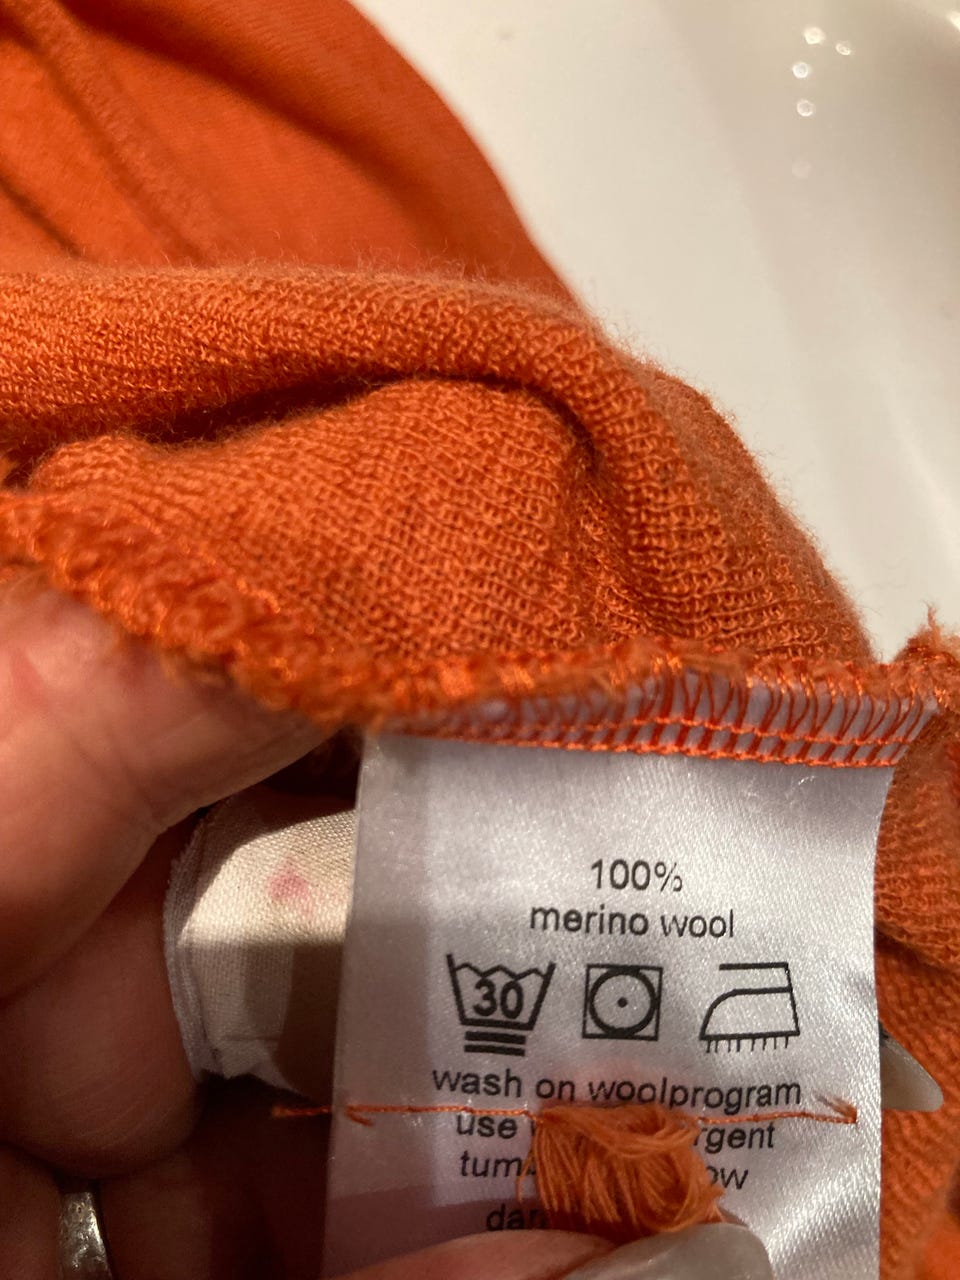 100%
merino wool
30
wash on woolprogram
use